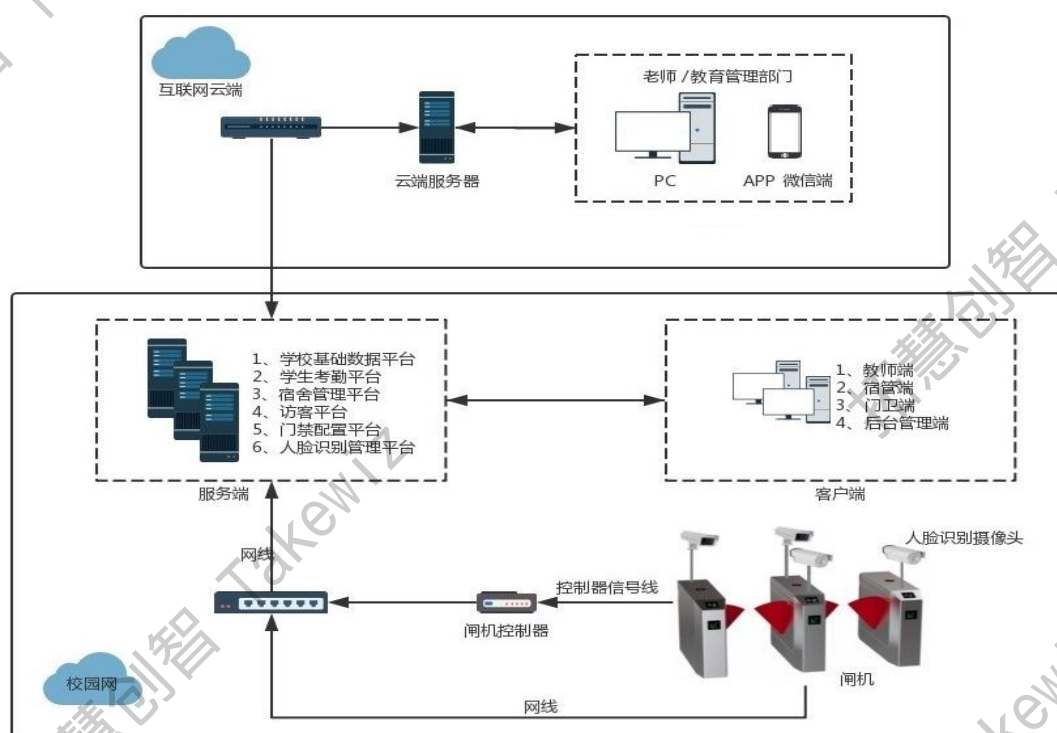 互联网云端
老师 /教育管理部门
云端服务器
PC
APP 微信端
1、学校基础数据平台
2、学生考勤平台
3、宿舍管理平台
4、访客平台
5、门禁配置平台
6、人脸识别管理平台
服务端
1、教师端
2、宿管端
3、门卫端
4、后台管理端
客户端
网线
人脸识别摄像头
控制器信号线
闸机控制器
闸机
校园网
网线
拓慧创智 Takewiz